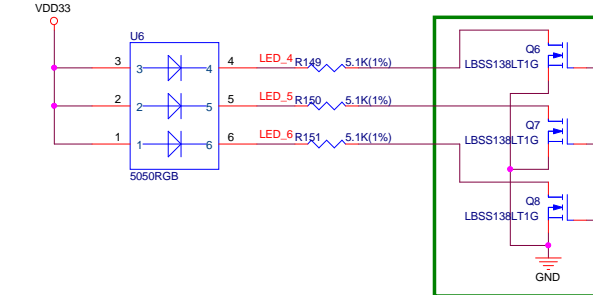 VDD33
U6
3 3 4 4 LED_4 R149 5.1K(1%)
2 2 5 5 LED_5 R150 5.1K(1%)
1 1 6 6 LED_6 R151 5.1K(1%)
5050RGB
Q6
LBSS138LT1G
Q7
LBSS138LT1G
Q8
LBSS138LT1G
GND